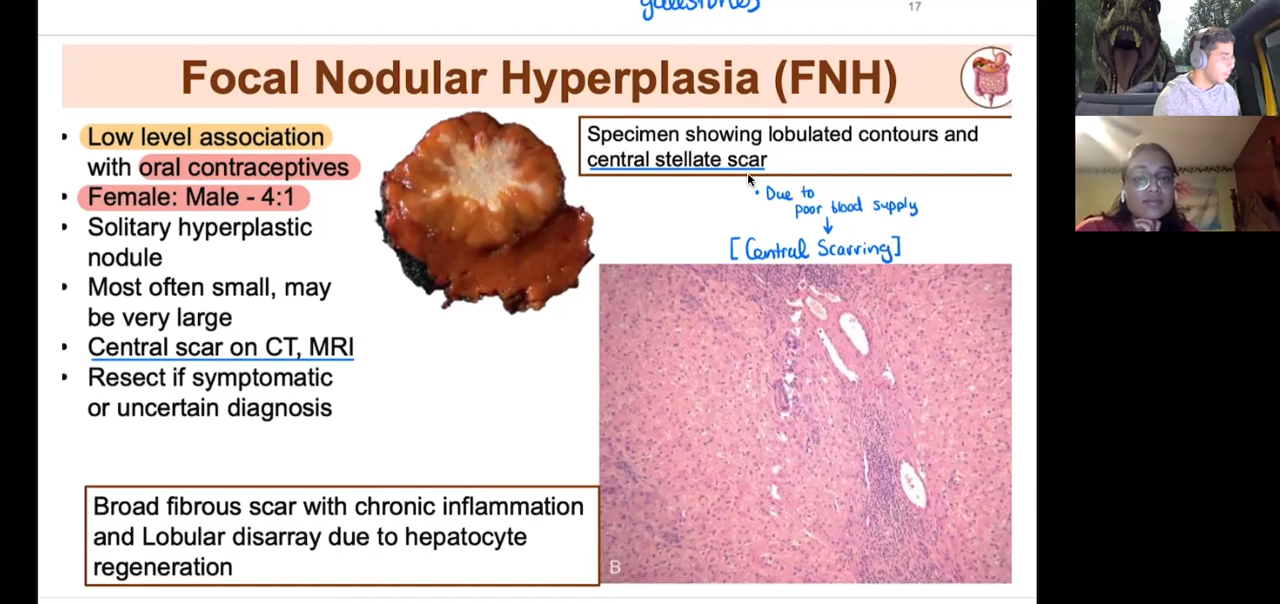 gallstones
17
Focal Nodular Hyperplasia (FNH)
• Low level association
with oral contraceptives
• Female: Male - 4:1
• Solitary hyperplastic
nodule
• Most often small, may
be very large
• Central scar on CT, MRI
• Resect if symptomatic
or uncertain diagnosis
Specimen showing lobulated contours and
central stellate scar
• Due to
poor blood supply
↓
[Central Scarring]
B
Broad fibrous scar with chronic inflammation
and Lobular disarray due to hepatocyte
regeneration